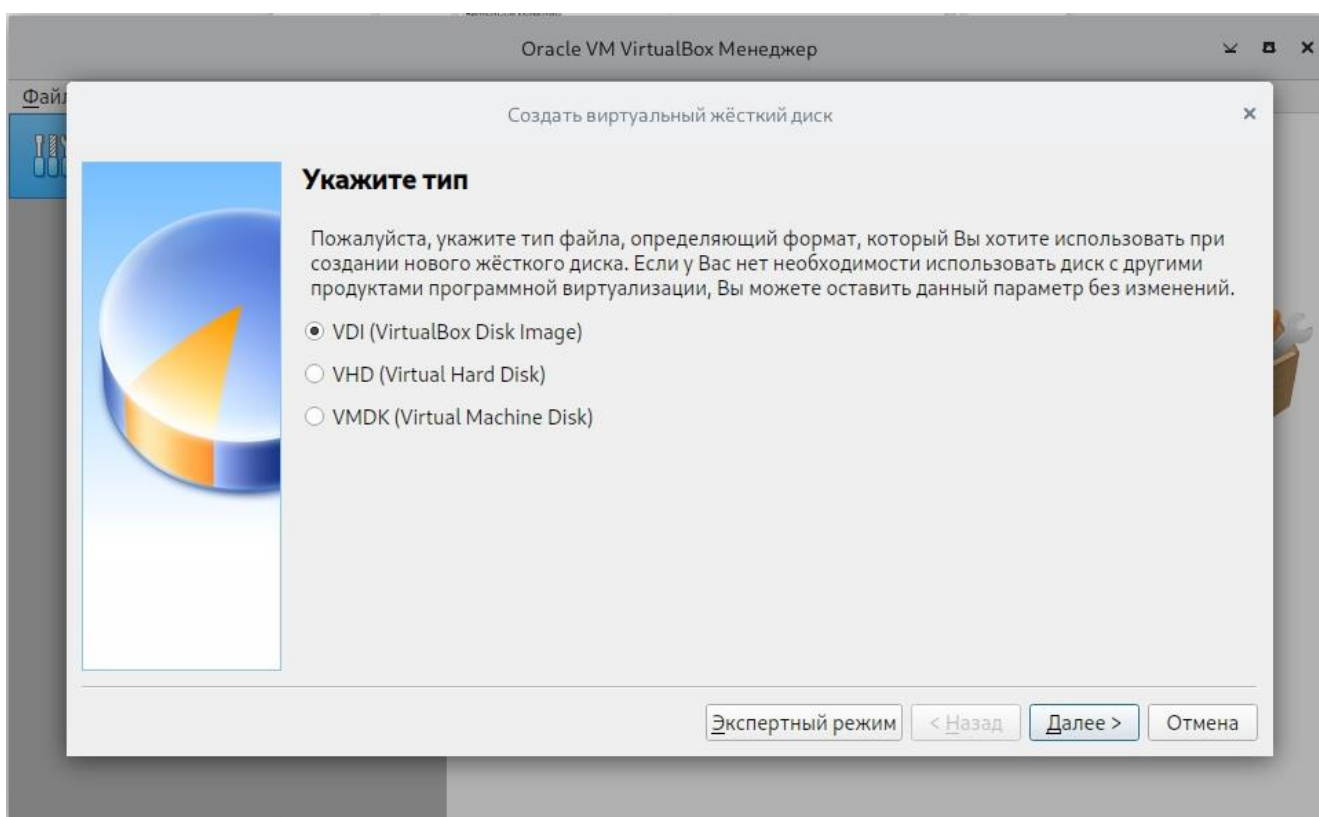 Oracle VM VirtualBox Менеджер
Файл
Создать виртуальный жёсткий диск
Укажите тип
Пожалуйста, укажите тип файла, определяющий формат, который Вы хотите использовать при
создании нового жёсткого диска. Если у Вас нет необходимости использовать диск с другими
продуктами программной виртуализации, Вы можете оставить данный параметр без изменений.
VDI (VirtualBox Disk Image)
VHD (Virtual Hard Disk)
VMDK (Virtual Machine Disk)
Экспертный режим
< Назад
Далее >
Отмена